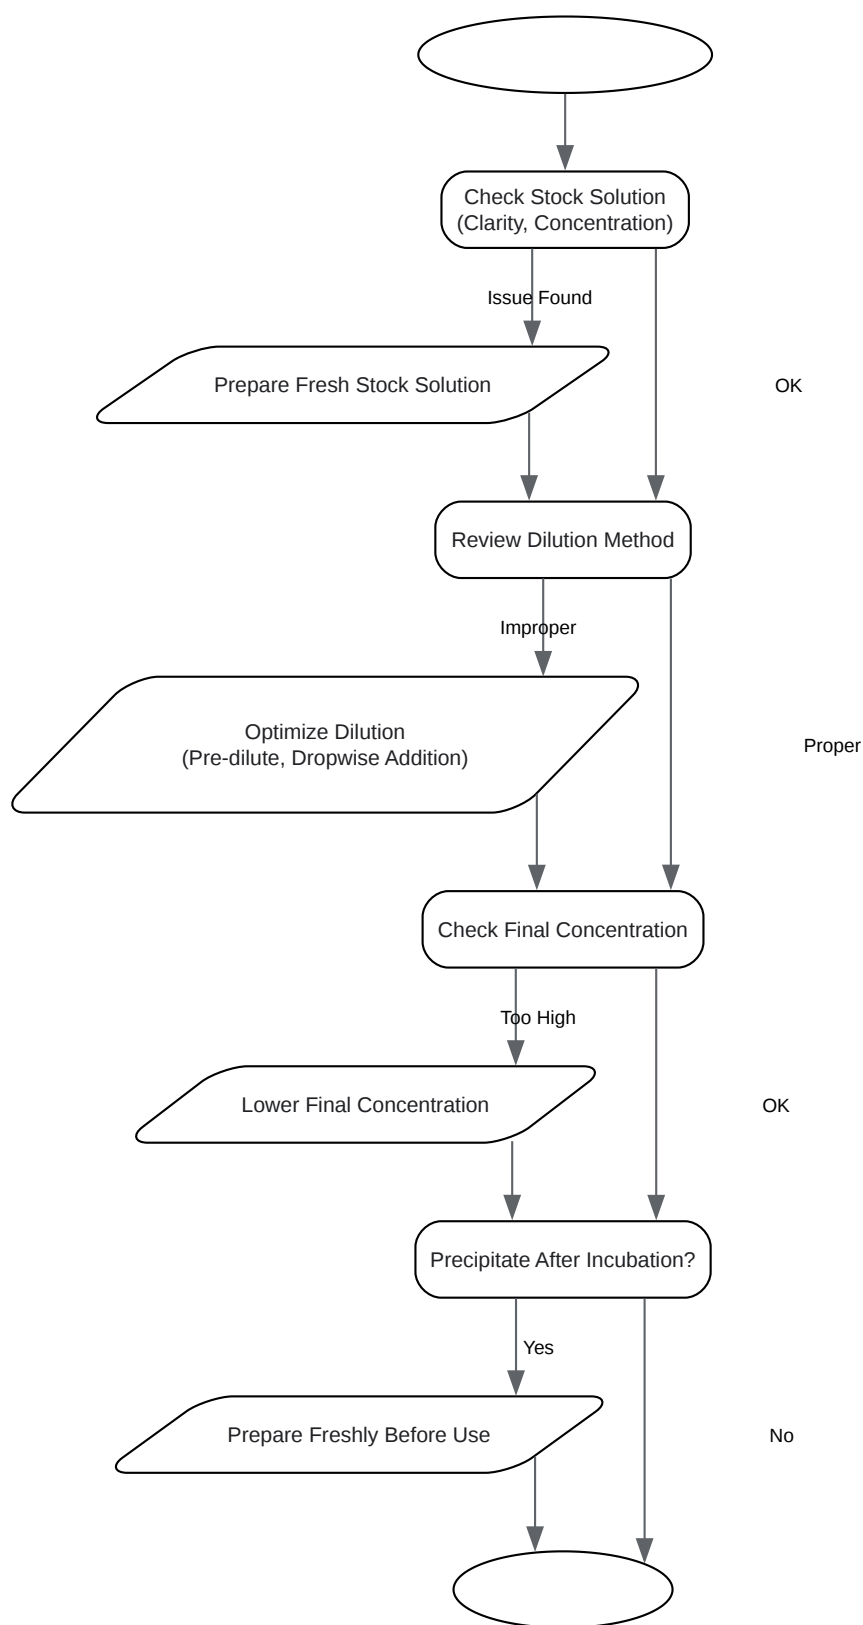 Check Stock Solution
(Clarity, Concentration)
Issue Found
Prepare Fresh Stock Solution
OK
Review Dilution Method
Improper
Optimize Dilution
(Pre-dilute, Dropwise Addition)
Proper
Check Final Concentration
Too High
Lower Final Concentration
OK
Precipitate After Incubation?
Yes
Prepare Freshly Before Use
No